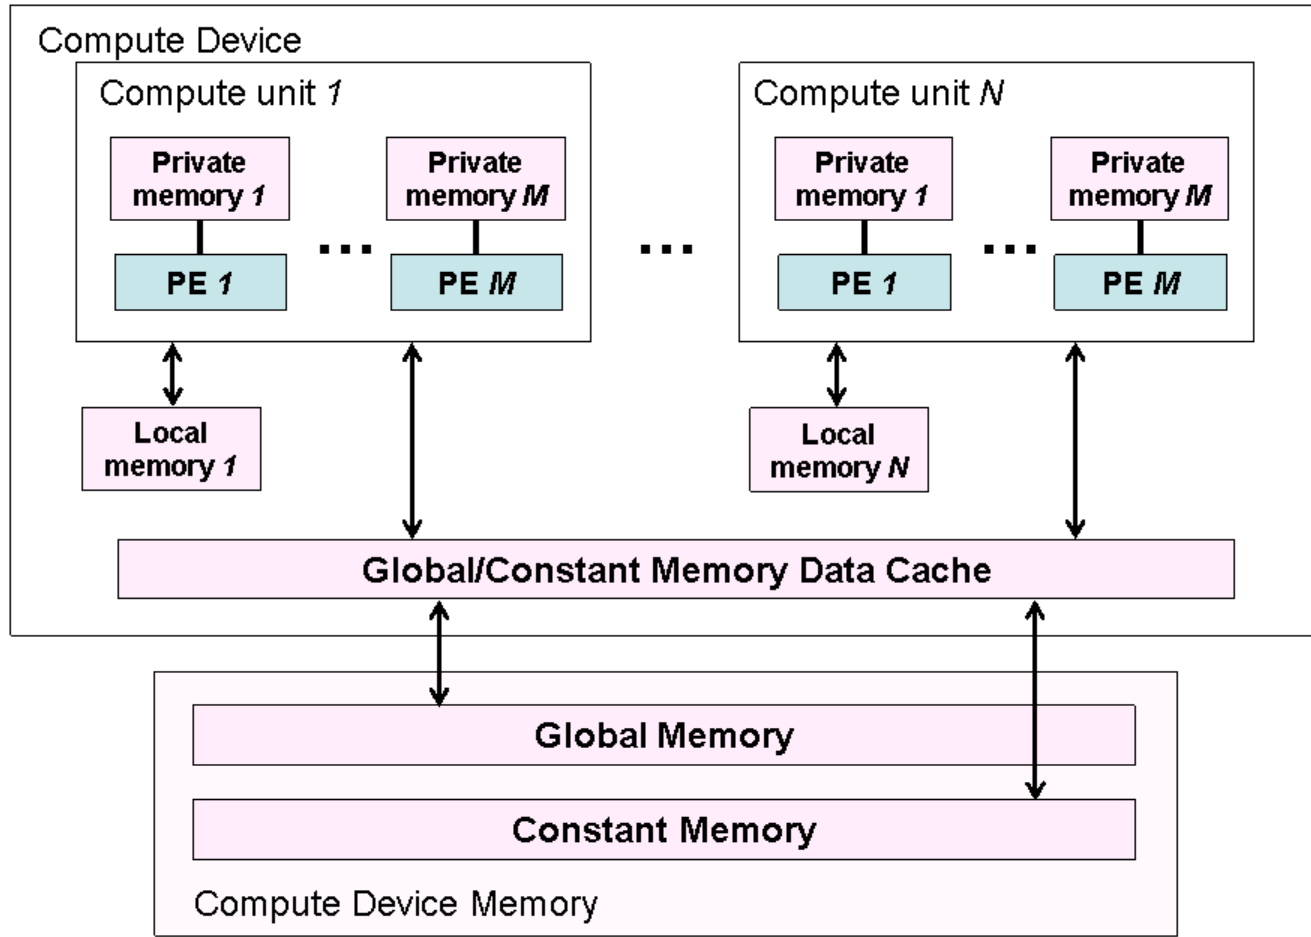 Compute Device
Compute unit 1
Private
memory 1
Private
memory M
PE 1
...
PE M
...
Compute unit N
Private
memory 1
Private
memory M
PE 1
...
PE M
Local
memory 1
Local
memory N
Global/Constant Memory Data Cache
Global Memory
Constant Memory
Compute Device Memory